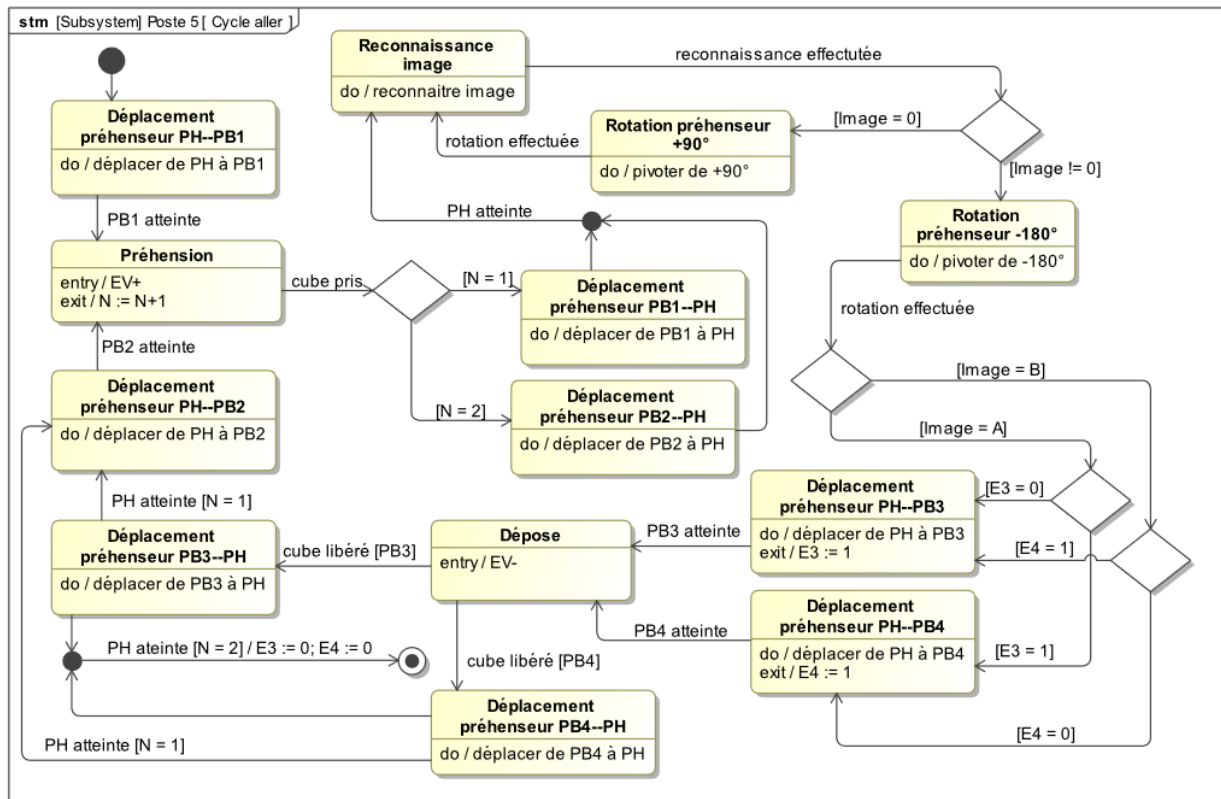 stm [Subsystem] Poste 5 [ Cycle aller ]
Reconnaissance
image
do / reconnaitre image
reconnaissance effectutée
Déplacement
préhenseur PH--PB1
do / déplacer de PH à PB1
Rotation préhenseur
+90°
do / pivoter de +90°
rotation effectuée
[Image = 0]
[Image != 0]
PB1 atteinte
PH atteinte
Rotation
préhenseur -180°
do / pivoter de -180°
Préhension
entry / EV+
exit / N := N+1
cube pris
[N = 1]
Déplacement
préhenseur PB1--PH
do / déplacer de PB1 à PH
rotation effectuée
PB2 atteinte
Déplacement
préhenseur PH--PB2
do / déplacer de PH à PB2
[N = 2]
Déplacement
préhenseur PB2--PH
do / déplacer de PB2 à PH
[Image = B]
[Image = A]
PH atteinte [N = 1]
Déplacement
préhenseur PH--PB3
do / déplacer de PH à PB3
exit / E3 := 1
[E3 = 0]
Déplacement
préhenseur PB3--PH
do / déplacer de PB3 à PH
cube libéré [PB3]
Dépose
entry / EV-
PB3 atteinte
[E4 = 1]
Déplacement
préhenseur PH--PB4
do / déplacer de PH à PB4
exit / E4 := 1
PB4 atteinte
[E3 = 1]
PH ateinte [N = 2] / E3 := 0; E4 := 0
cube libéré [PB4]
Déplacement
préhenseur PB4--PH
do / déplacer de PB4 à PH
PH atteinte [N = 1]
[E4 = 0]